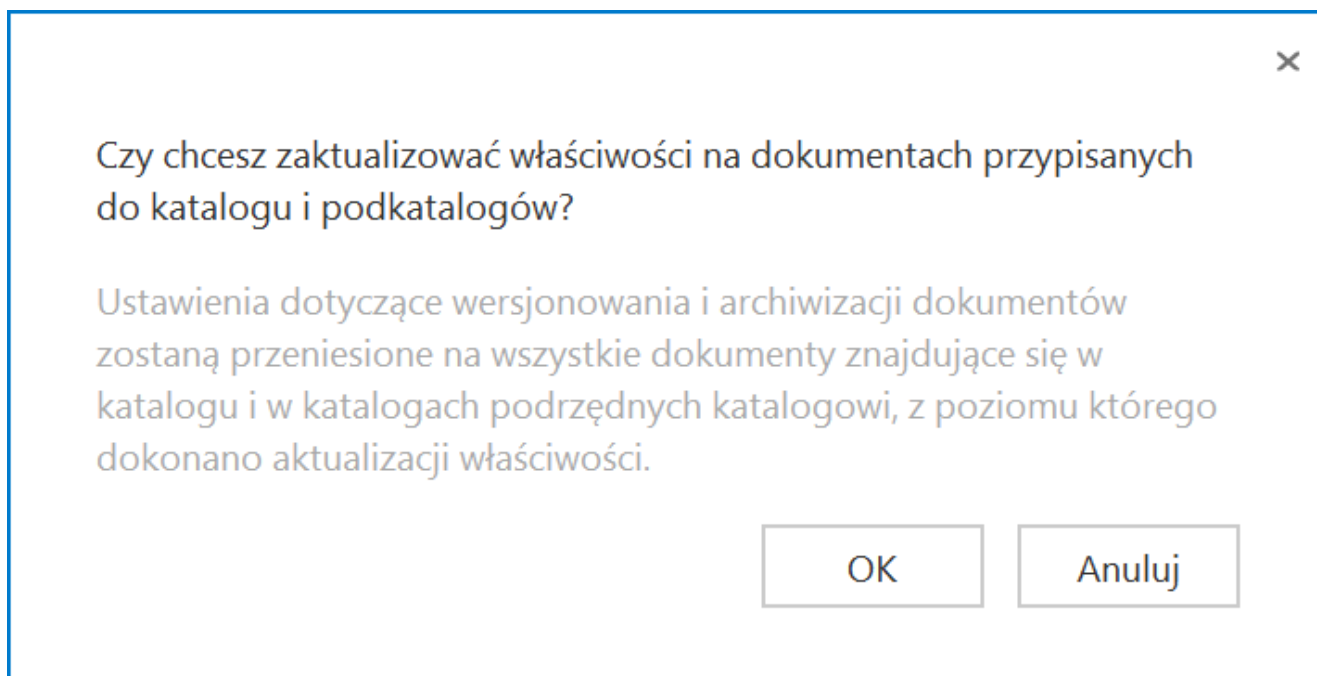 Czy chcesz zaktualizować właściwości na dokumentach przypisanych
do katalogu i podkatalogów?
Ustawienia dotyczące wersjonowania i archiwizacji dokumentów
zostaną przeniesione na wszystkie dokumenty znajdujące się w
katalogu i w katalogach podrzędnych katalogowi, z poziomu którego
dokonano aktualizacji właściwości.
OK Anuluj